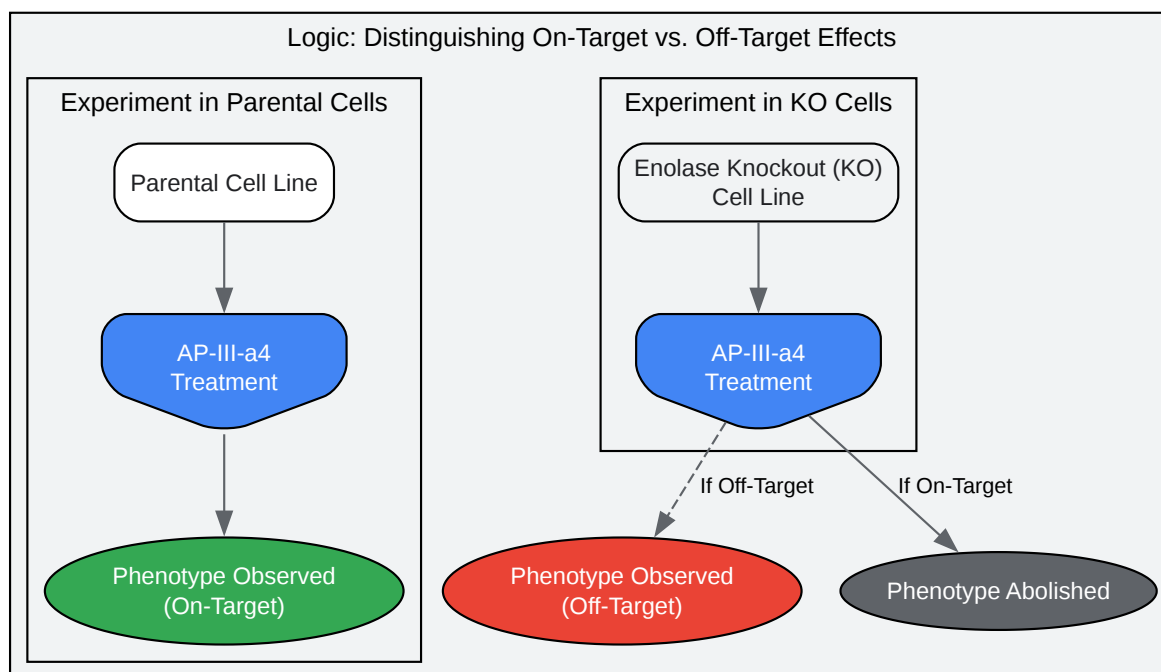 Logic: Distinguishing On-Target vs. Off-Target Effects
Experiment in Parental Cells
Parental Cell Line
AP-III-a4
Treatment
Phenotype Observed
(On-Target)
Experiment in KO Cells
Enolase Knockout (KO)
Cell Line
AP-III-a4
Treatment
If Off-Target
If On-Target
Phenotype Observed
(Off-Target)
Phenotype Abolished